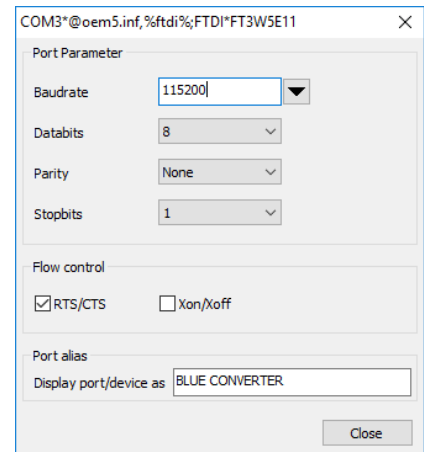 COM3*@oem5.inf,%ftdi%;FTDI*FT3W5E11
Port Parameter
Baudrate 115200
Databits 8
Parity None
Stopbits 1
Flow control
RTS/CTS Xon/Xoff
Port alias
Display port/device as BLUE CONVERTER
Close